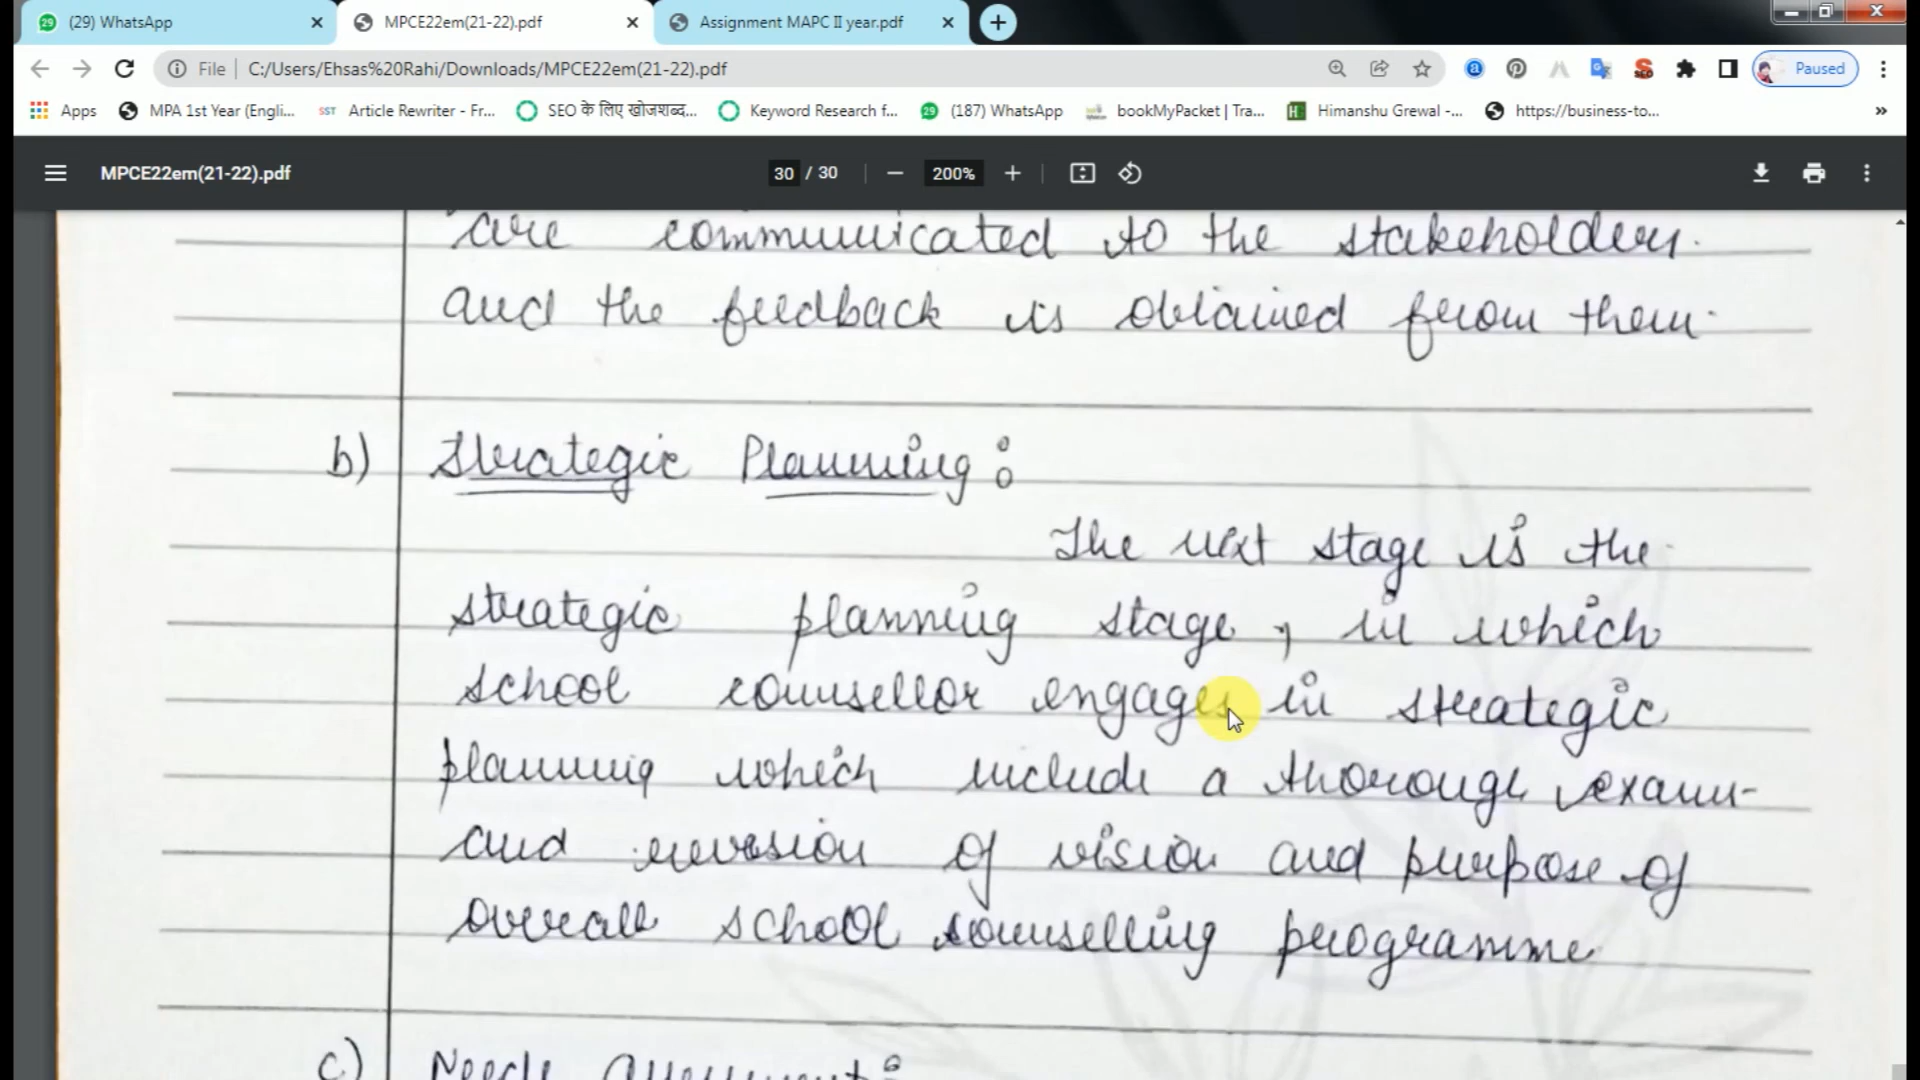 (29) WhatsApp
MPCE22em(21-22).pdf
Assignment MAPC II year.pdf
File
C:/Users/Ehsas%20Rahi/Downloads/MPCE22em(21-22).pdf
Paused
Apps
MPA 1st Year (Engli...
SST Article Rewriter - Fr...
SEO के लिए खोजशब्द...
Keyword Research f...
(187) WhatsApp
bookMyPacket | Tra...
Himanshu Grewal -...
https://business-to...
»
MPCE22em(21-22).pdf
30 / 30
200%
are communicated to the stakeholders.
and the feedback is obtained from them.
b) Strategic Planning:
The next stage is the
strategic planning stage, in which
school counsellor engages in strategic
planning which include a thorough exam-
and revision of vision and purpose of
overall school counselling programme
c) Needs Assessment: